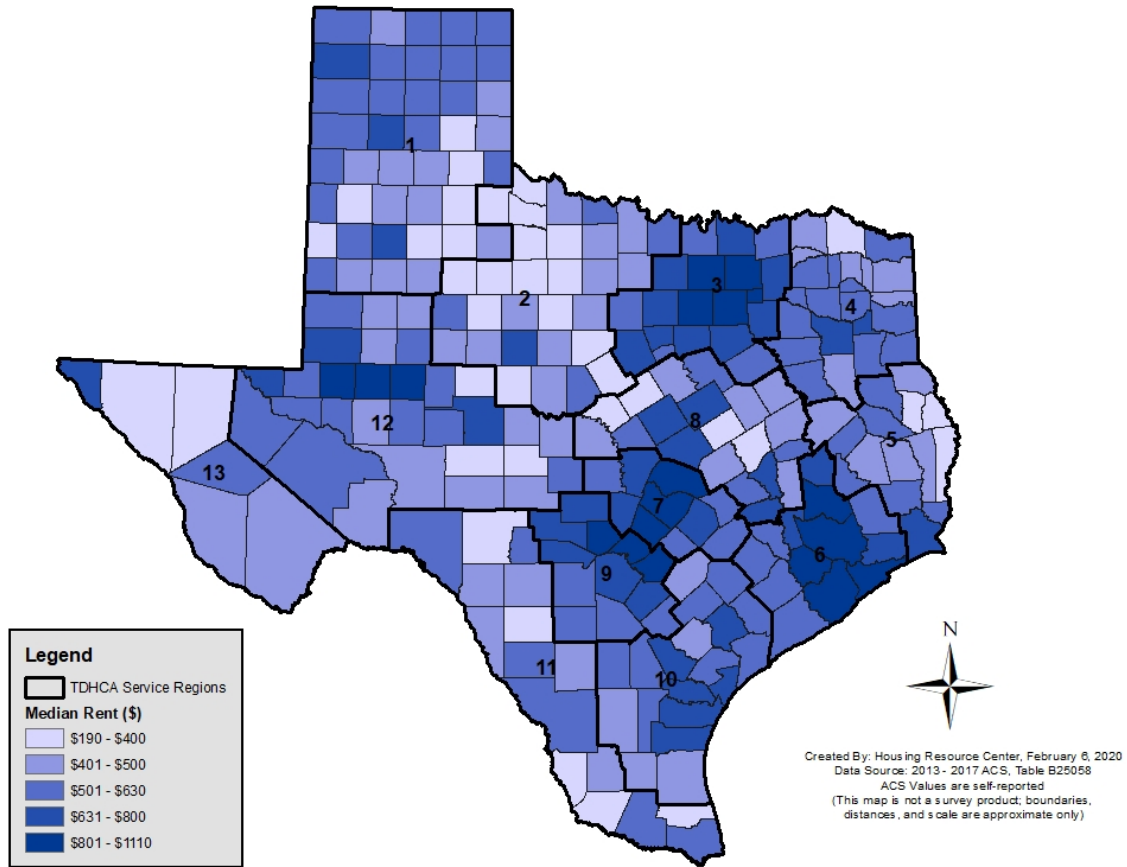 1
2
3
4
5
6
7
8
9
10
11
12
13
Legend
TDHCA Service Regions
Median Rent ($)
$190 - $400
$401 - $500
$501 - $630
$631 - $800
$801 - $1110
N
Created By: Housing Resource Center, February 6, 2020
Data Source: 2013 - 2017 ACS, Table B25058
ACS Values are self-reported
(This map is not a survey product; boundaries,
distances, and scale are approximate only)